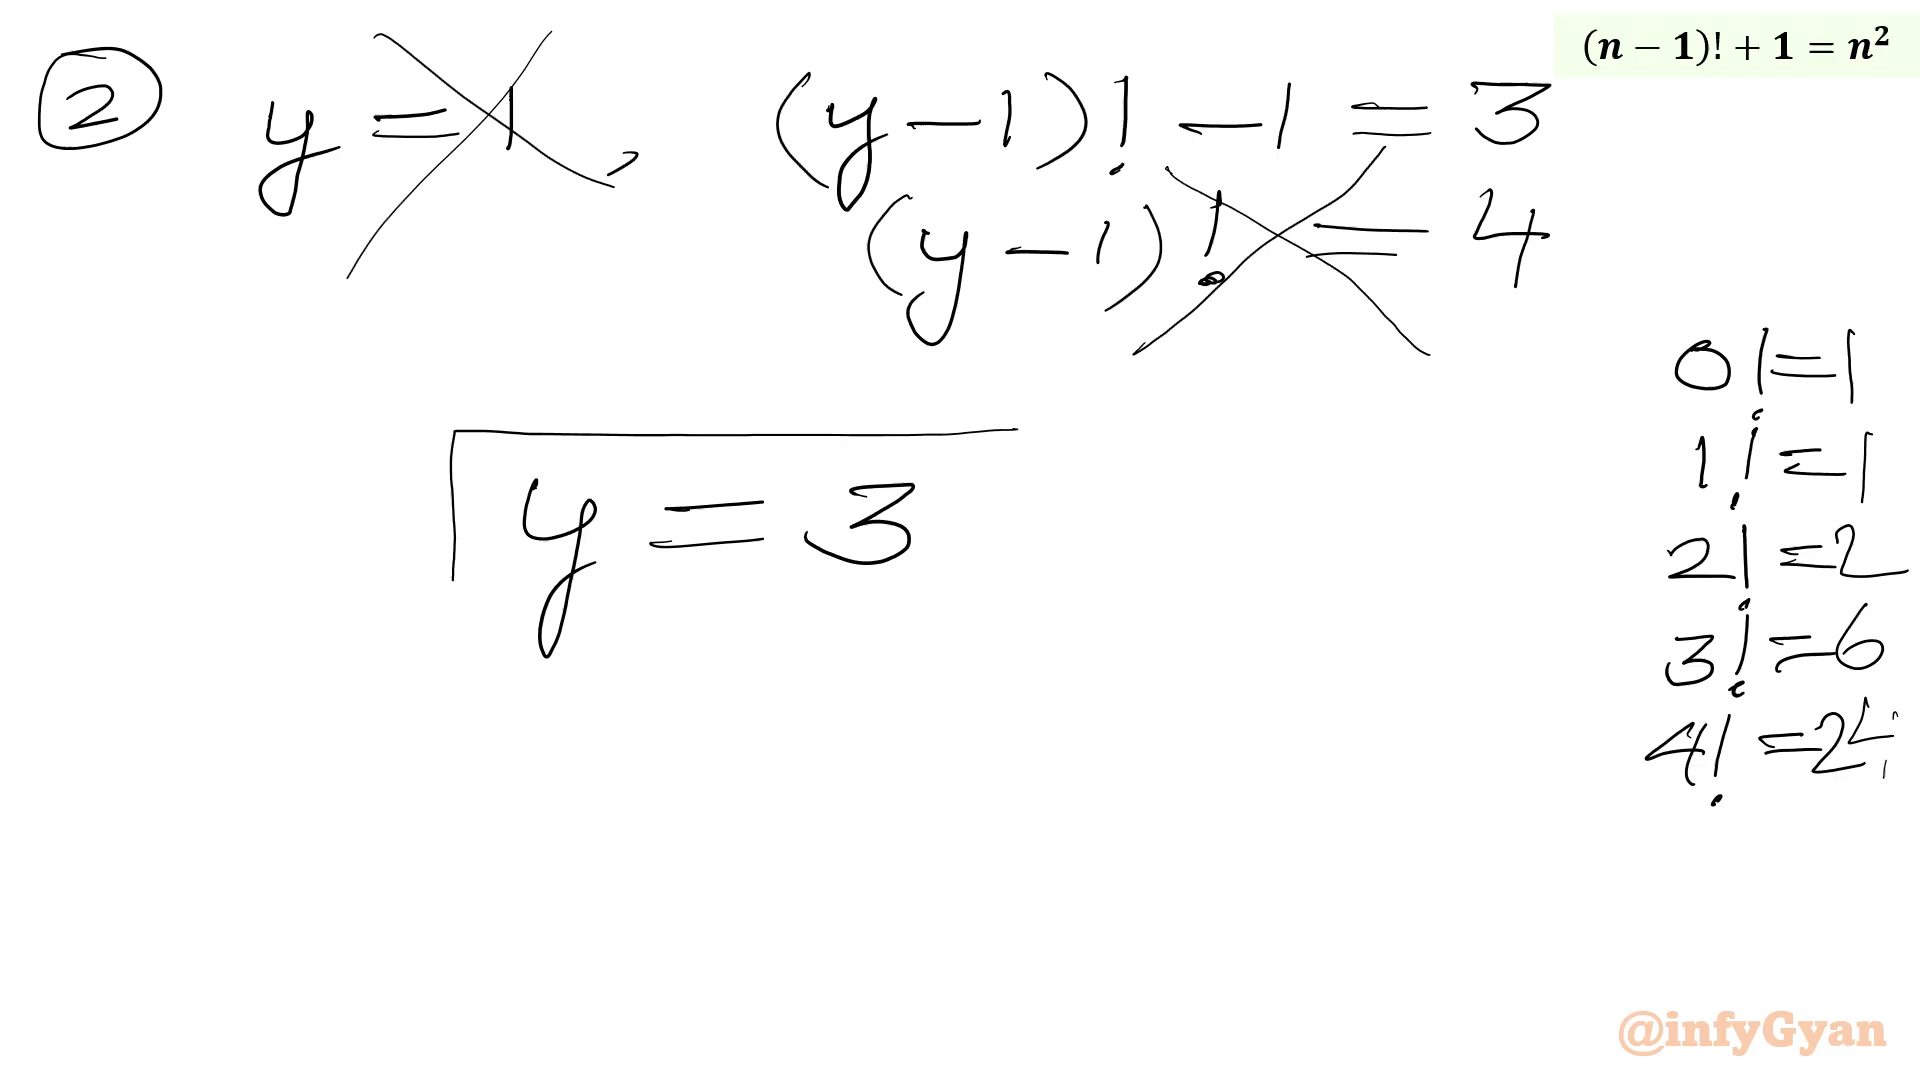 (n − 1)! + 1 = n²
② y = 1 , (y − 1)! − 1 = 3
(y − 1)! = 4
y = 3
0! = 1
1! = 1
2! = 2
3! = 6
4! = 24
@infyGyan